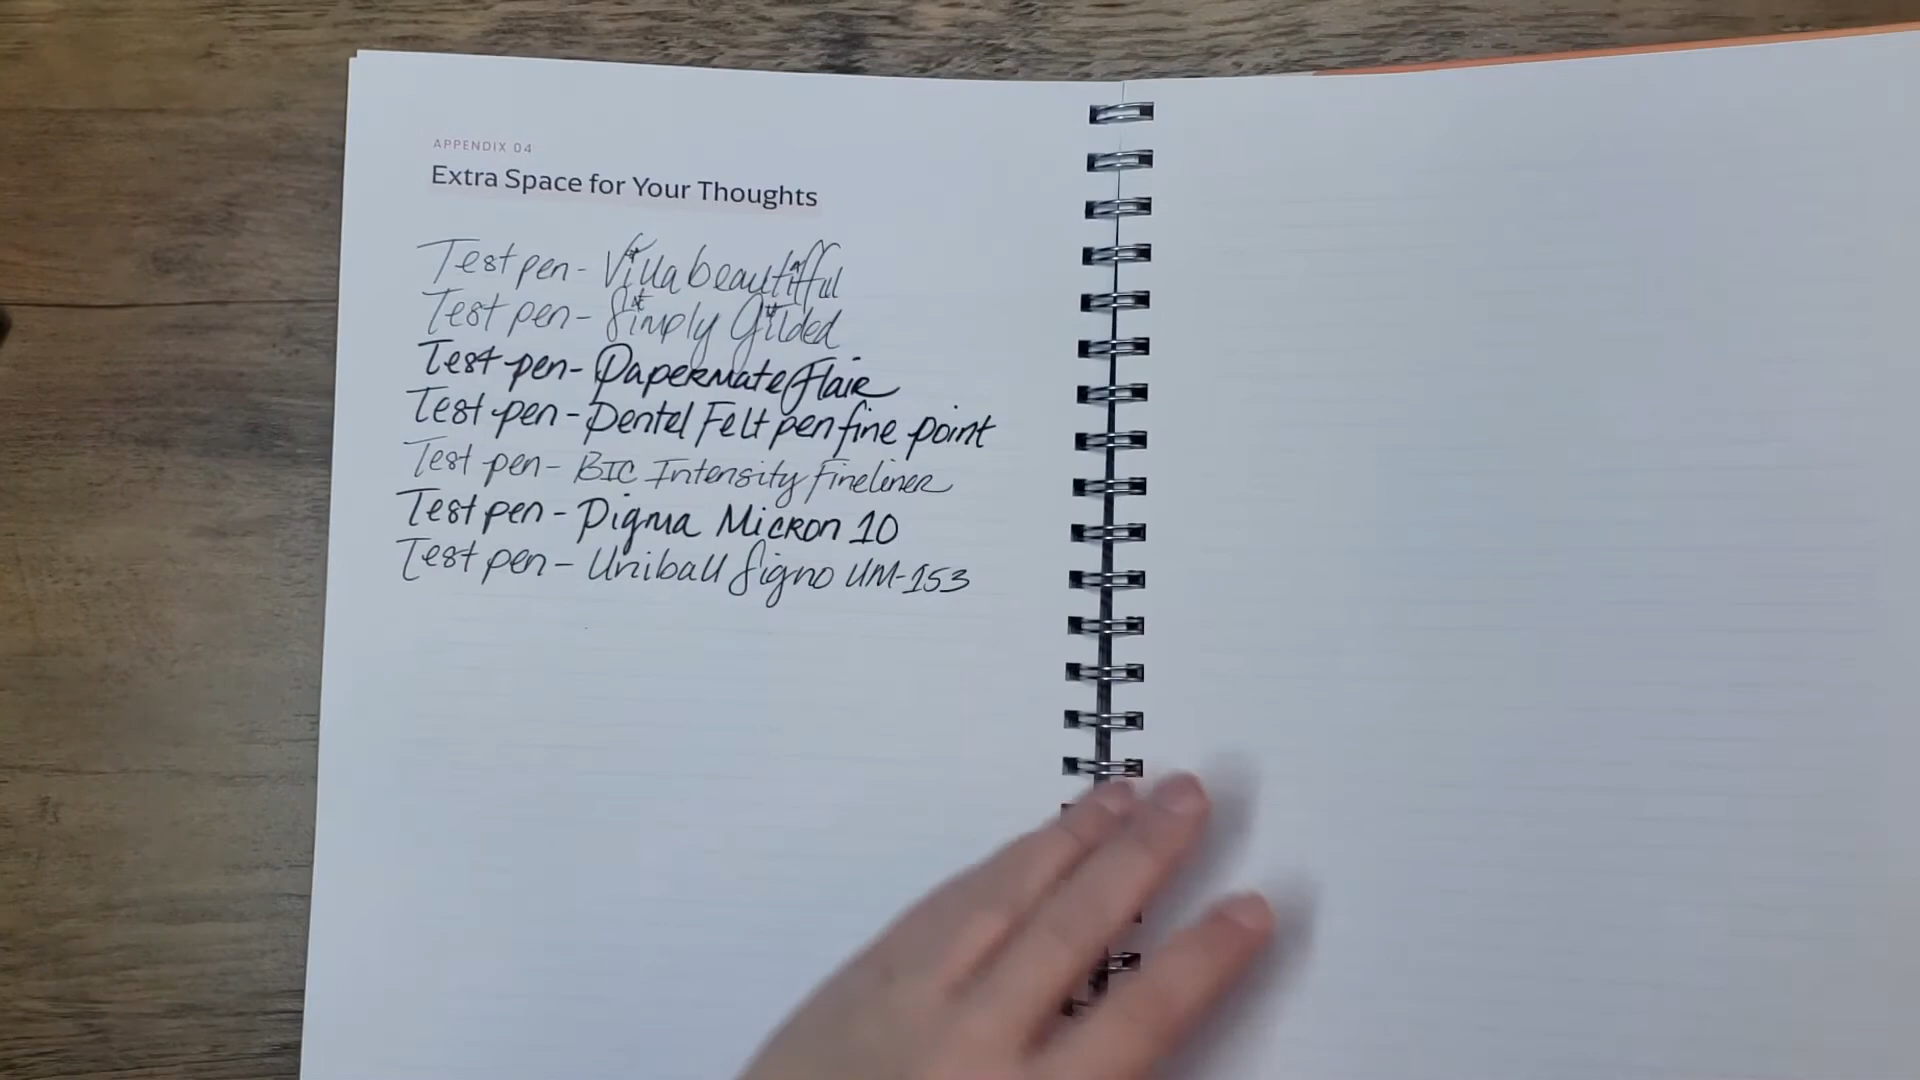 APPENDIX 04
Extra Space for Your Thoughts
Test pen - Villabeautifful
Test pen - Simply Gilded
Test pen - Papermate Flair
Test pen - Pentel Felt pen fine point
Test pen - BIC Intensity Fineliner
Test pen - Pigma Micron 10
Test pen - Uniball Signo UM-153